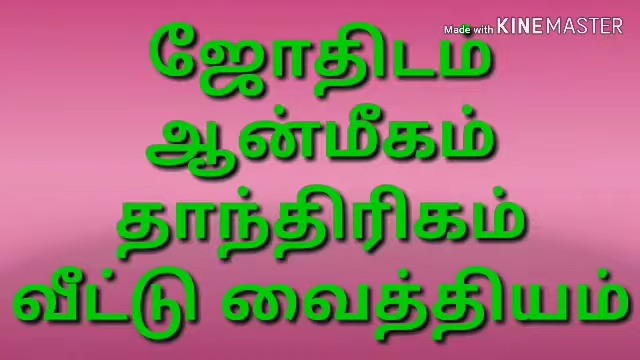 Made with KINEMASTER
ஜோதிடம்
ஆன்மீகம்
தாந்திரிகம்
வீட்டு வைத்தியம்